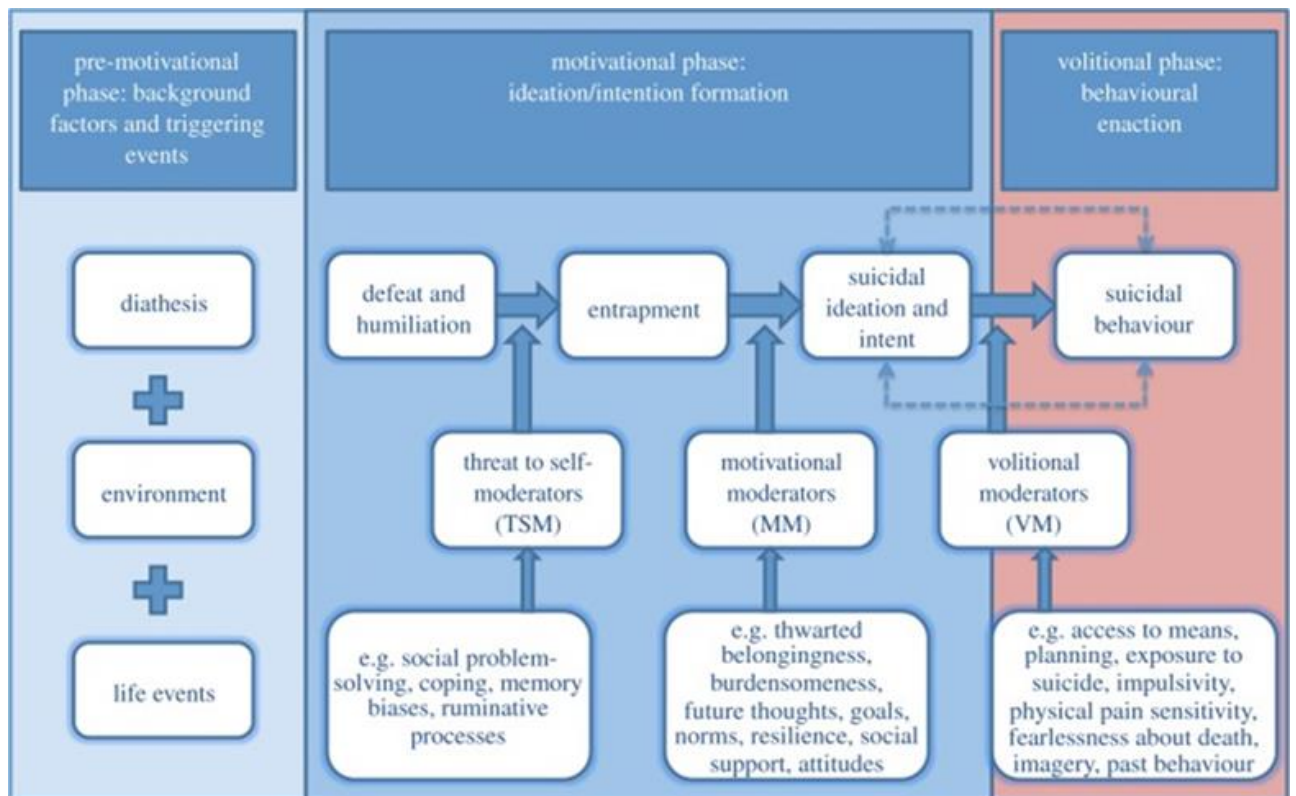 pre-motivational
phase: background
factors and triggering
events
motivational phase:
ideation/intention formation
volitional phase:
behavioural
enaction
diathesis
environment
life events
defeat and
humiliation
entrapment
suicidal
ideation and
intent
suicidal
behaviour
threat to self-
moderators
(TSM)
motivational
moderators
(MM)
volitional
moderators
(VM)
e.g. social problem-
solving, coping, memory
biases, ruminative
processes
e.g. thwarted
belongingness,
burdensomeness,
future thoughts, goals,
norms, resilience, social
support, attitudes
e.g. access to means,
planning, exposure to
suicide, impulsivity,
physical pain sensitivity,
fearlessness about death,
imagery, past behaviour